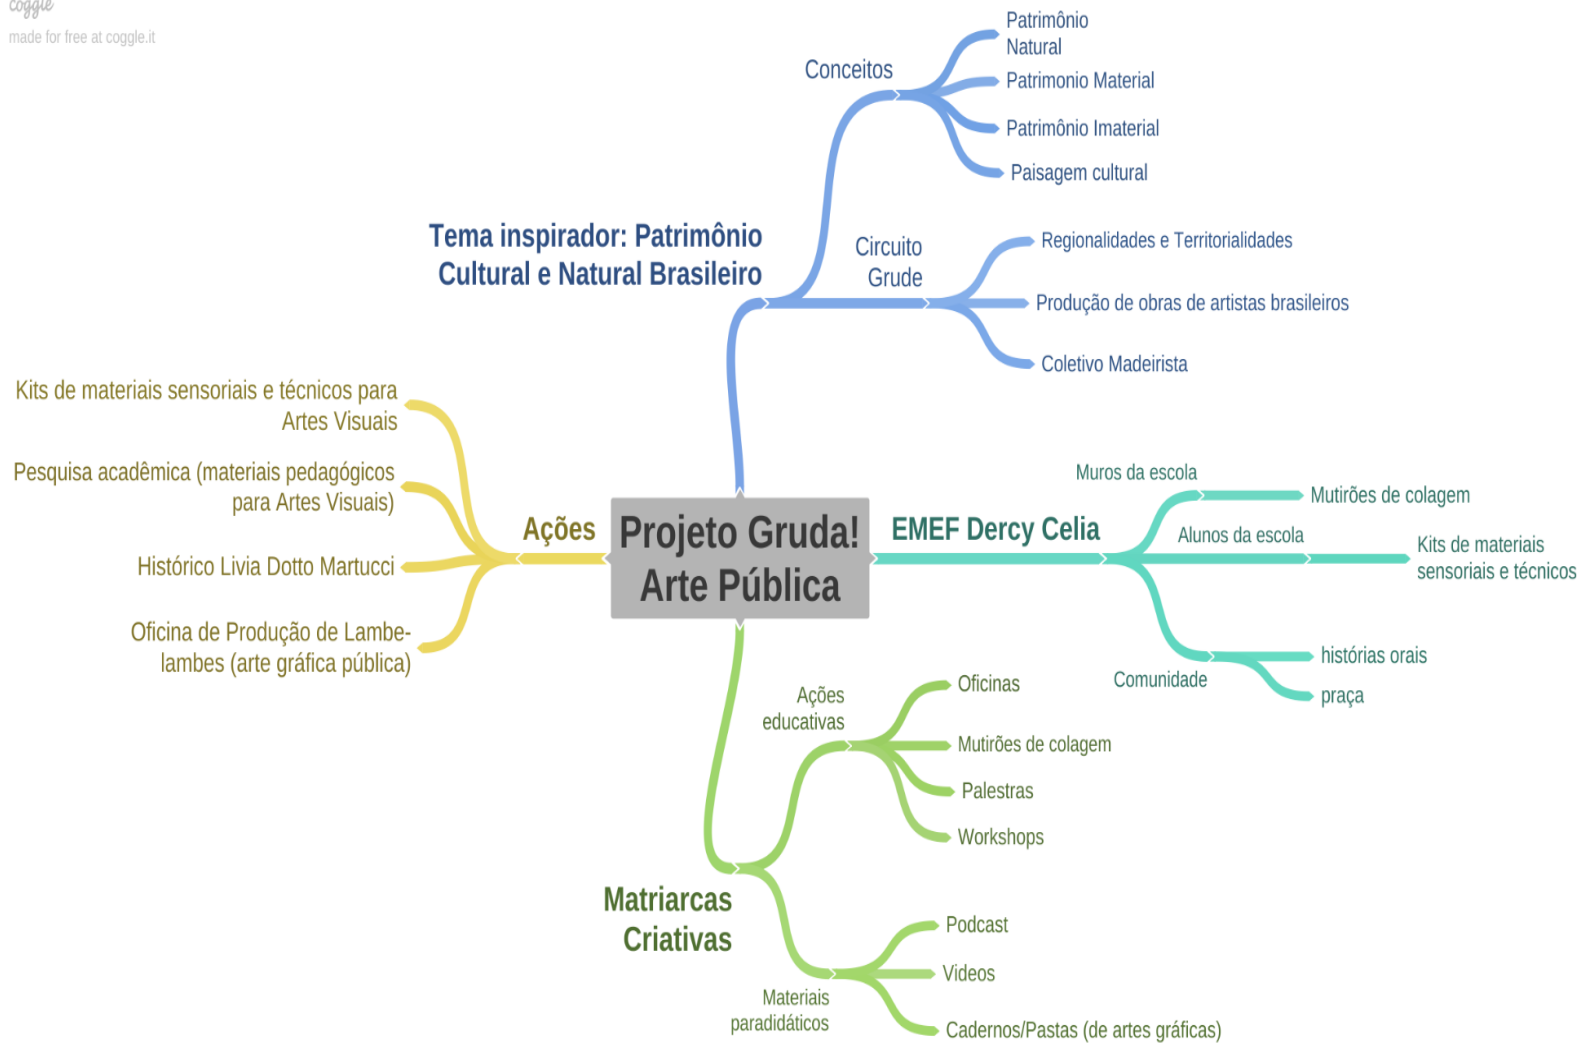 coggle
made for free at coggle.it
Conceitos
Patrimônio
Natural
Patrimonio Material
Patrimônio Imaterial
Paisagem cultural
Tema inspirador: Patrimônio
Cultural e Natural Brasileiro
Circuito
Grude
Regionalidades e Territorialidades
Produção de obras de artistas brasileiros
Coletivo Madeirista
Kits de materiais sensoriais e técnicos para
Artes Visuais
Pesquisa acadêmica (materiais pedagógicos
para Artes Visuais)
Histórico Livia Dotto Martucci
Oficina de Produção de Lambe-
lambes (arte gráfica pública)
Ações
Projeto Gruda!
Arte Pública
EMEF Dercy Celia
Muros da escola
Mutirões de colagem
Alunos da escola
Kits de materiais
sensoriais e técnicos
Comunidade
histórias orais
praça
Ações
educativas
Oficinas
Mutirões de colagem
Palestras
Workshops
Matriarcas
Criativas
Materiais
paradidáticos
Podcast
Videos
Cadernos/Pastas (de artes gráficas)